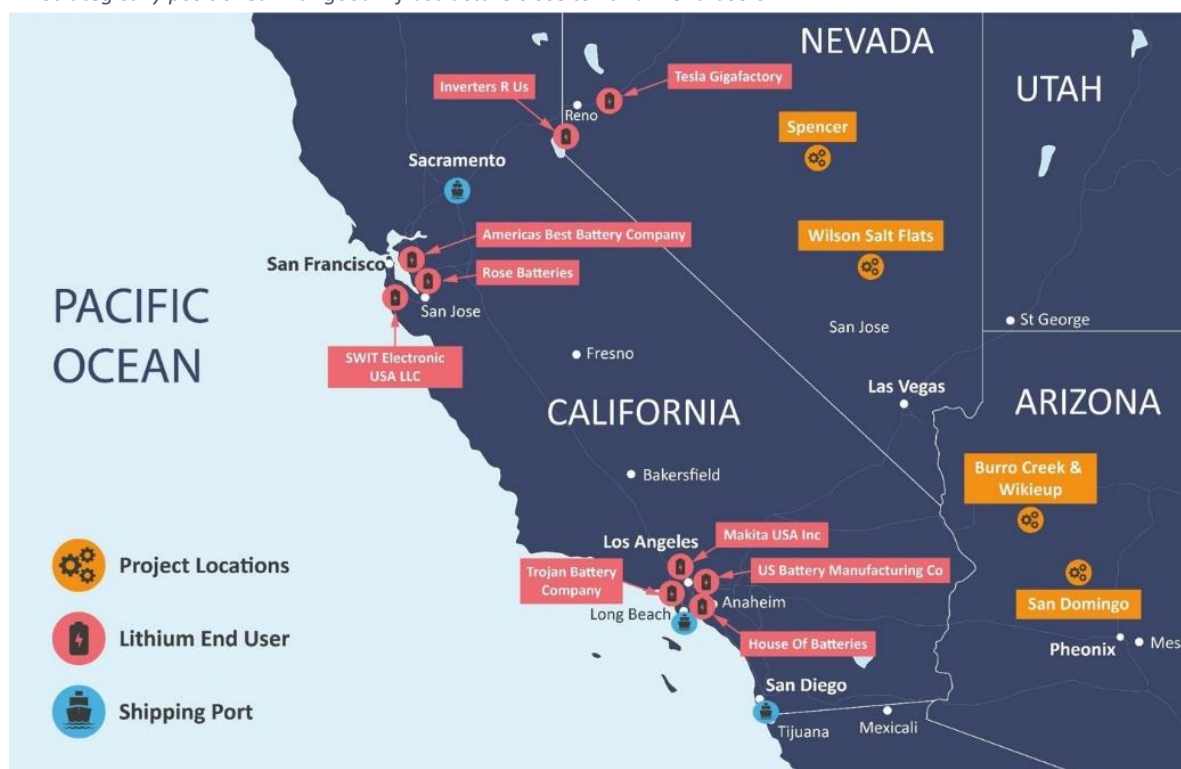 NEVADA
UTAH
Inverters R Us
Tesla Gigafactory
Reno
Spencer
Sacramento
Americas Best Battery Company
Wilson Salt Flats
San Francisco
Rose Batteries
San Jose
PACIFIC
OCEAN
San Jose
St George
SWIT Electronic
USA LLC
Fresno
Las Vegas
CALIFORNIA
ARIZONA
Bakersfield
Burro Creek &
Wikieup
Makita USA Inc
Los Angeles
Trojan Battery
Company
US Battery Manufacturing Co
Long Beach
Anaheim
San Domingo
House Of Batteries
Pheonix
Mes
San Diego
Tijuana
Mexicali
Project Locations
Lithium End User
Shipping Port